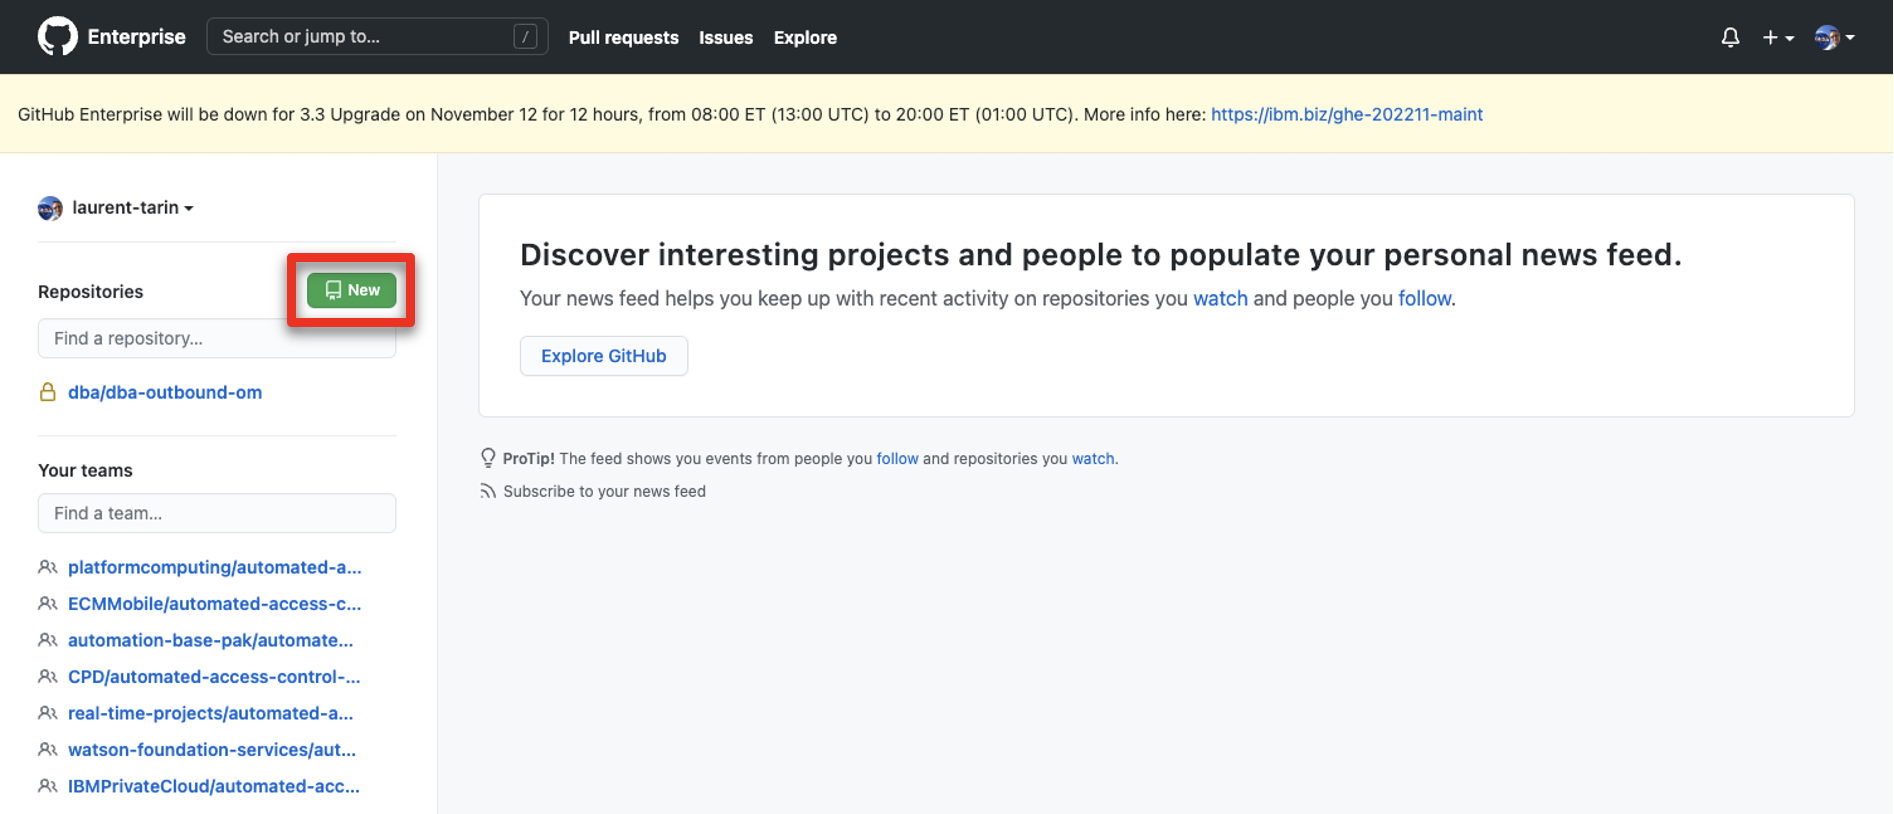 Enterprise
Search or jump to...
/
Pull requests
Issues
Explore
GitHub Enterprise will be down for 3.3 Upgrade on November 12 for 12 hours, from 08:00 ET (13:00 UTC) to 20:00 ET (01:00 UTC). More info here: https://ibm.biz/ghe-202211-maint
laurent-tarin
Repositories
New
Find a repository...
dba/dba-outbound-om
Your teams
Find a team...
platformcomputing/automated-a...
ECMMobile/automated-access-c...
automation-base-pak/automate...
CPD/automated-access-control-...
real-time-projects/automated-a...
watson-foundation-services/aut...
IBMPrivateCloud/automated-acc...
Discover interesting projects and people to populate your personal news feed.
Your news feed helps you keep up with recent activity on repositories you watch and people you follow.
Explore GitHub
ProTip! The feed shows you events from people you follow and repositories you watch.
Subscribe to your news feed